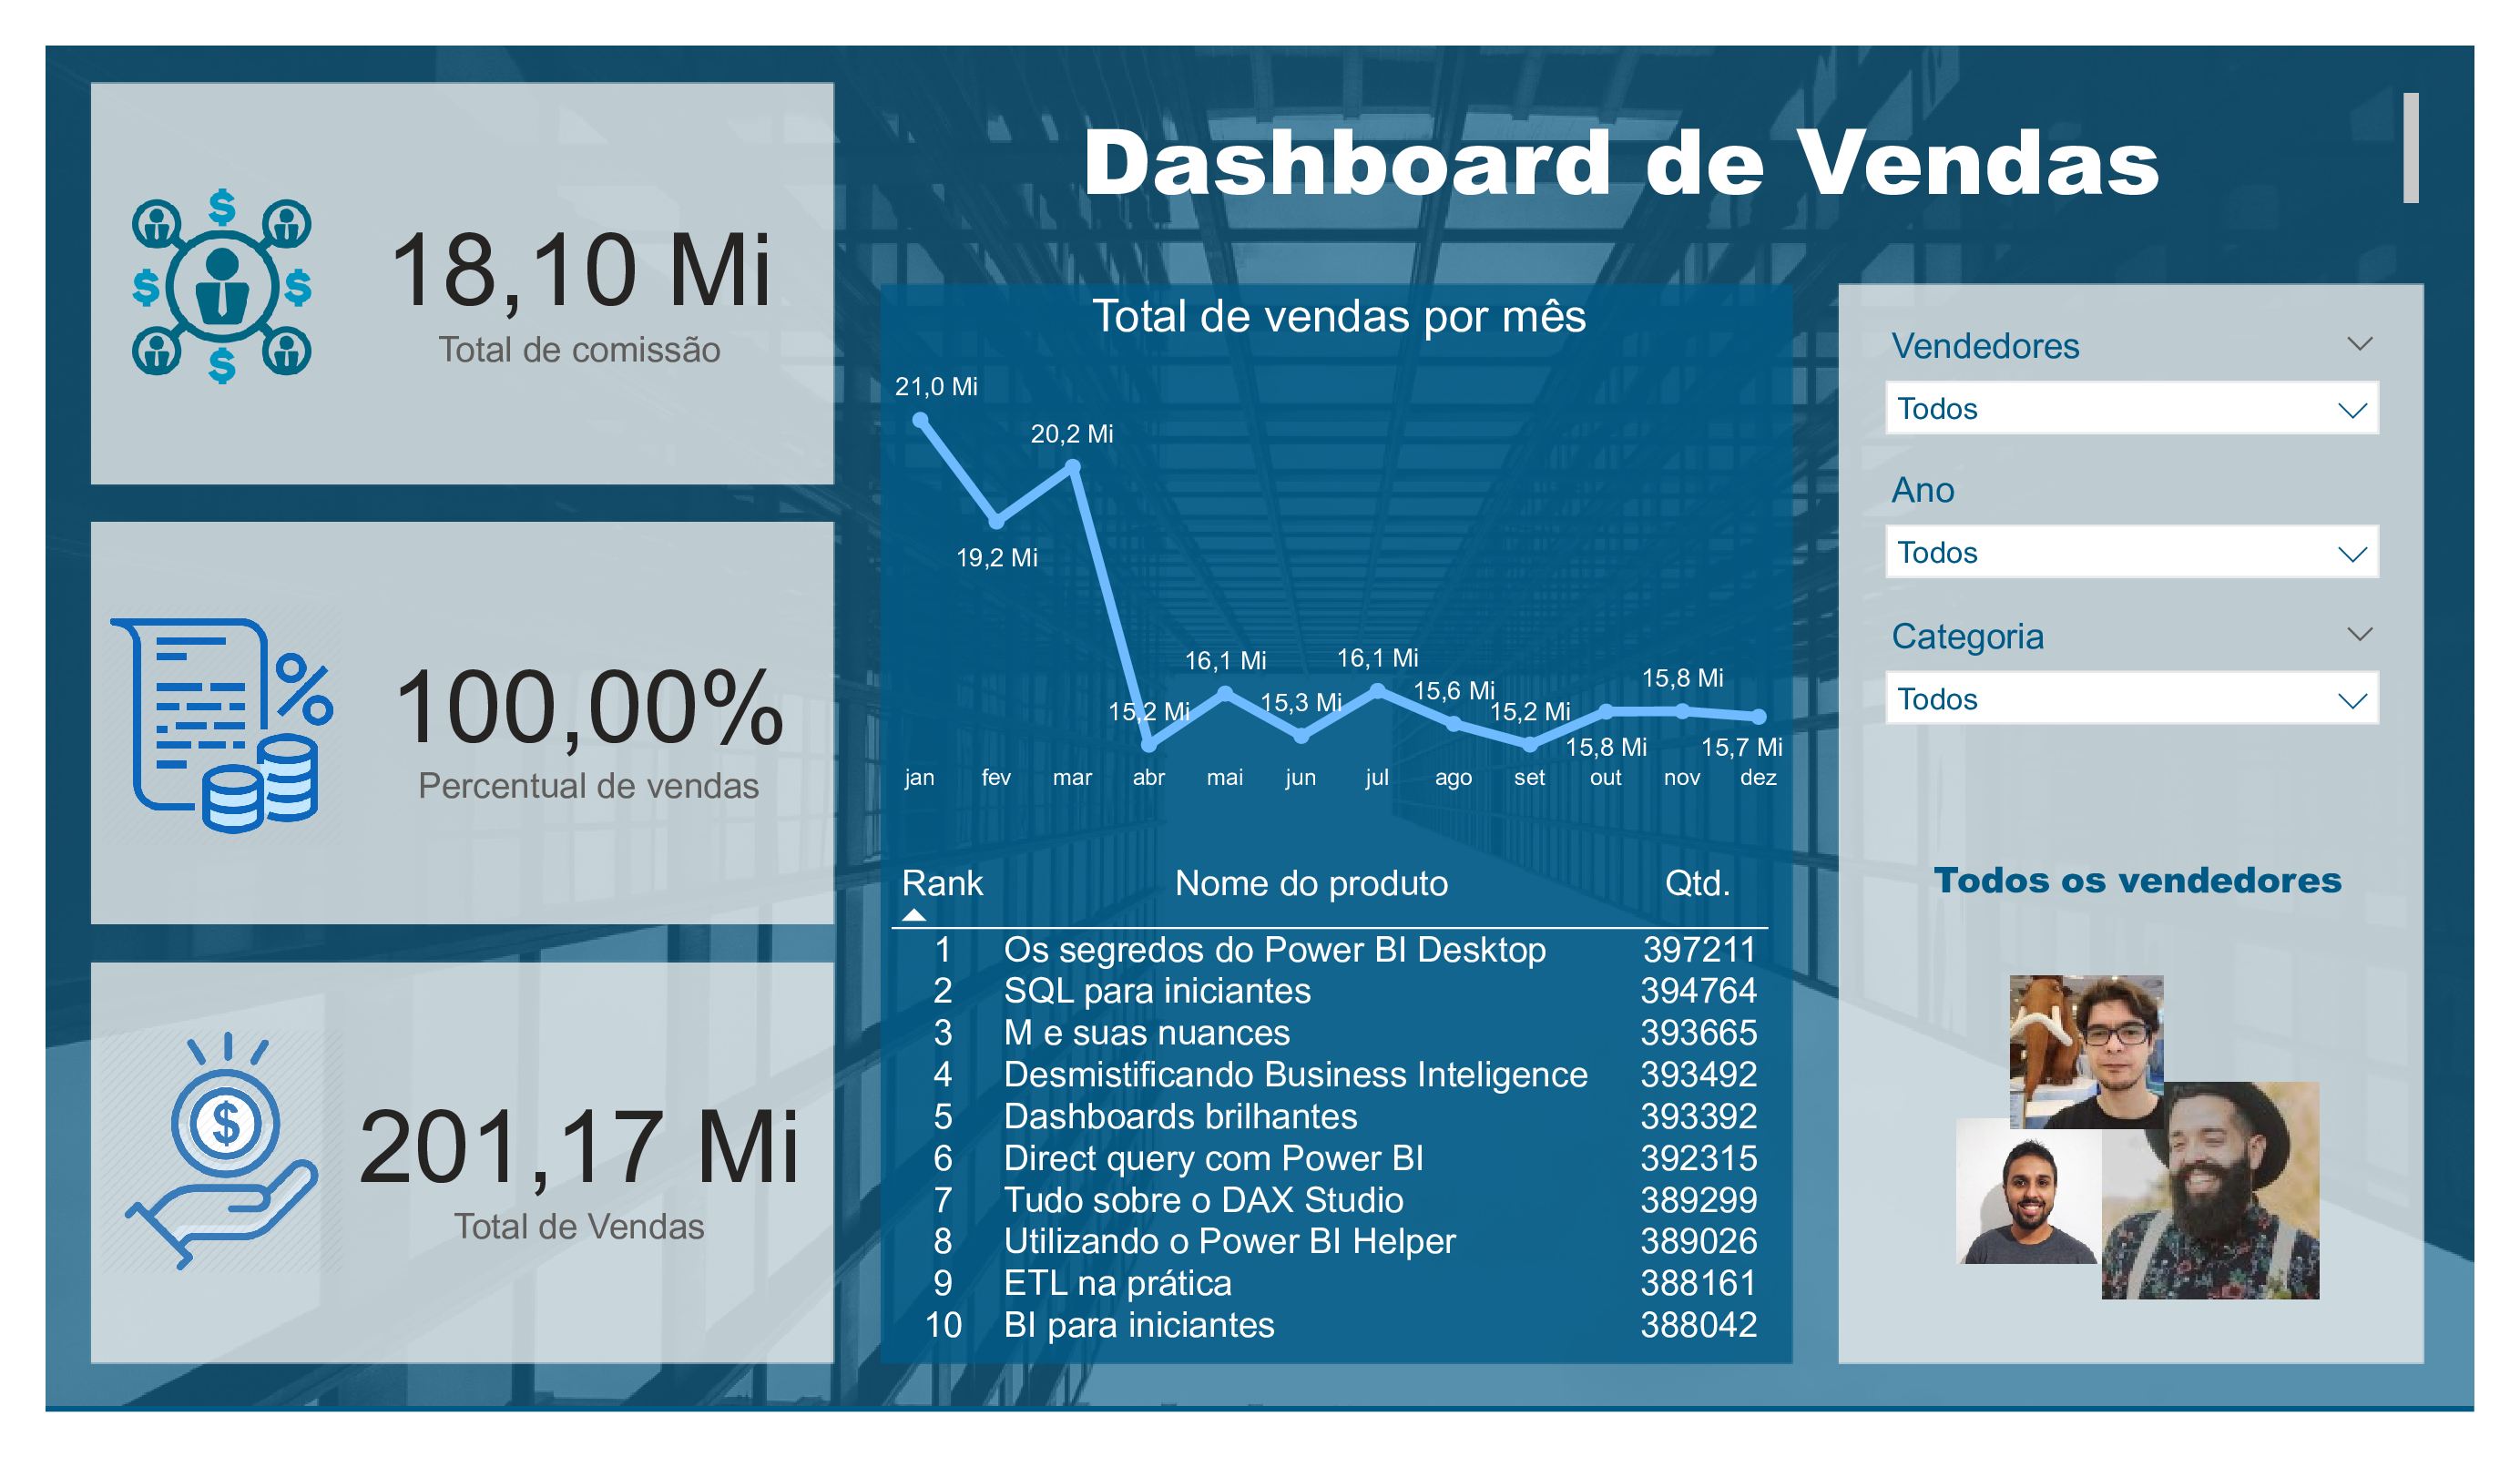 Dashboard de Vendas
18,10 Mi
Total de comissão
100,00%
Percentual de vendas
201,17 Mi
Total de Vendas
Total de vendas por mês
21,0 Mi
19,2 Mi
20,2 Mi
15,2 Mi
16,1 Mi
15,3 Mi
16,1 Mi
15,6 Mi
15,2 Mi
15,8 Mi
15,8 Mi
15,7 Mi
jan fev mar abr mai jun jul ago set out nov dez
Rank Nome do produto Qtd.
1 Os segredos do Power BI Desktop 397211
2 SQL para iniciantes 394764
3 M e suas nuances 393665
4 Desmistificando Business Inteligence 393492
5 Dashboards brilhantes 393392
6 Direct query com Power BI 392315
7 Tudo sobre o DAX Studio 389299
8 Utilizando o Power BI Helper 389026
9 ETL na prática 388161
10 BI para iniciantes 388042
Vendedores
Todos
Ano
Todos
Categoria
Todos
Todos os vendedores